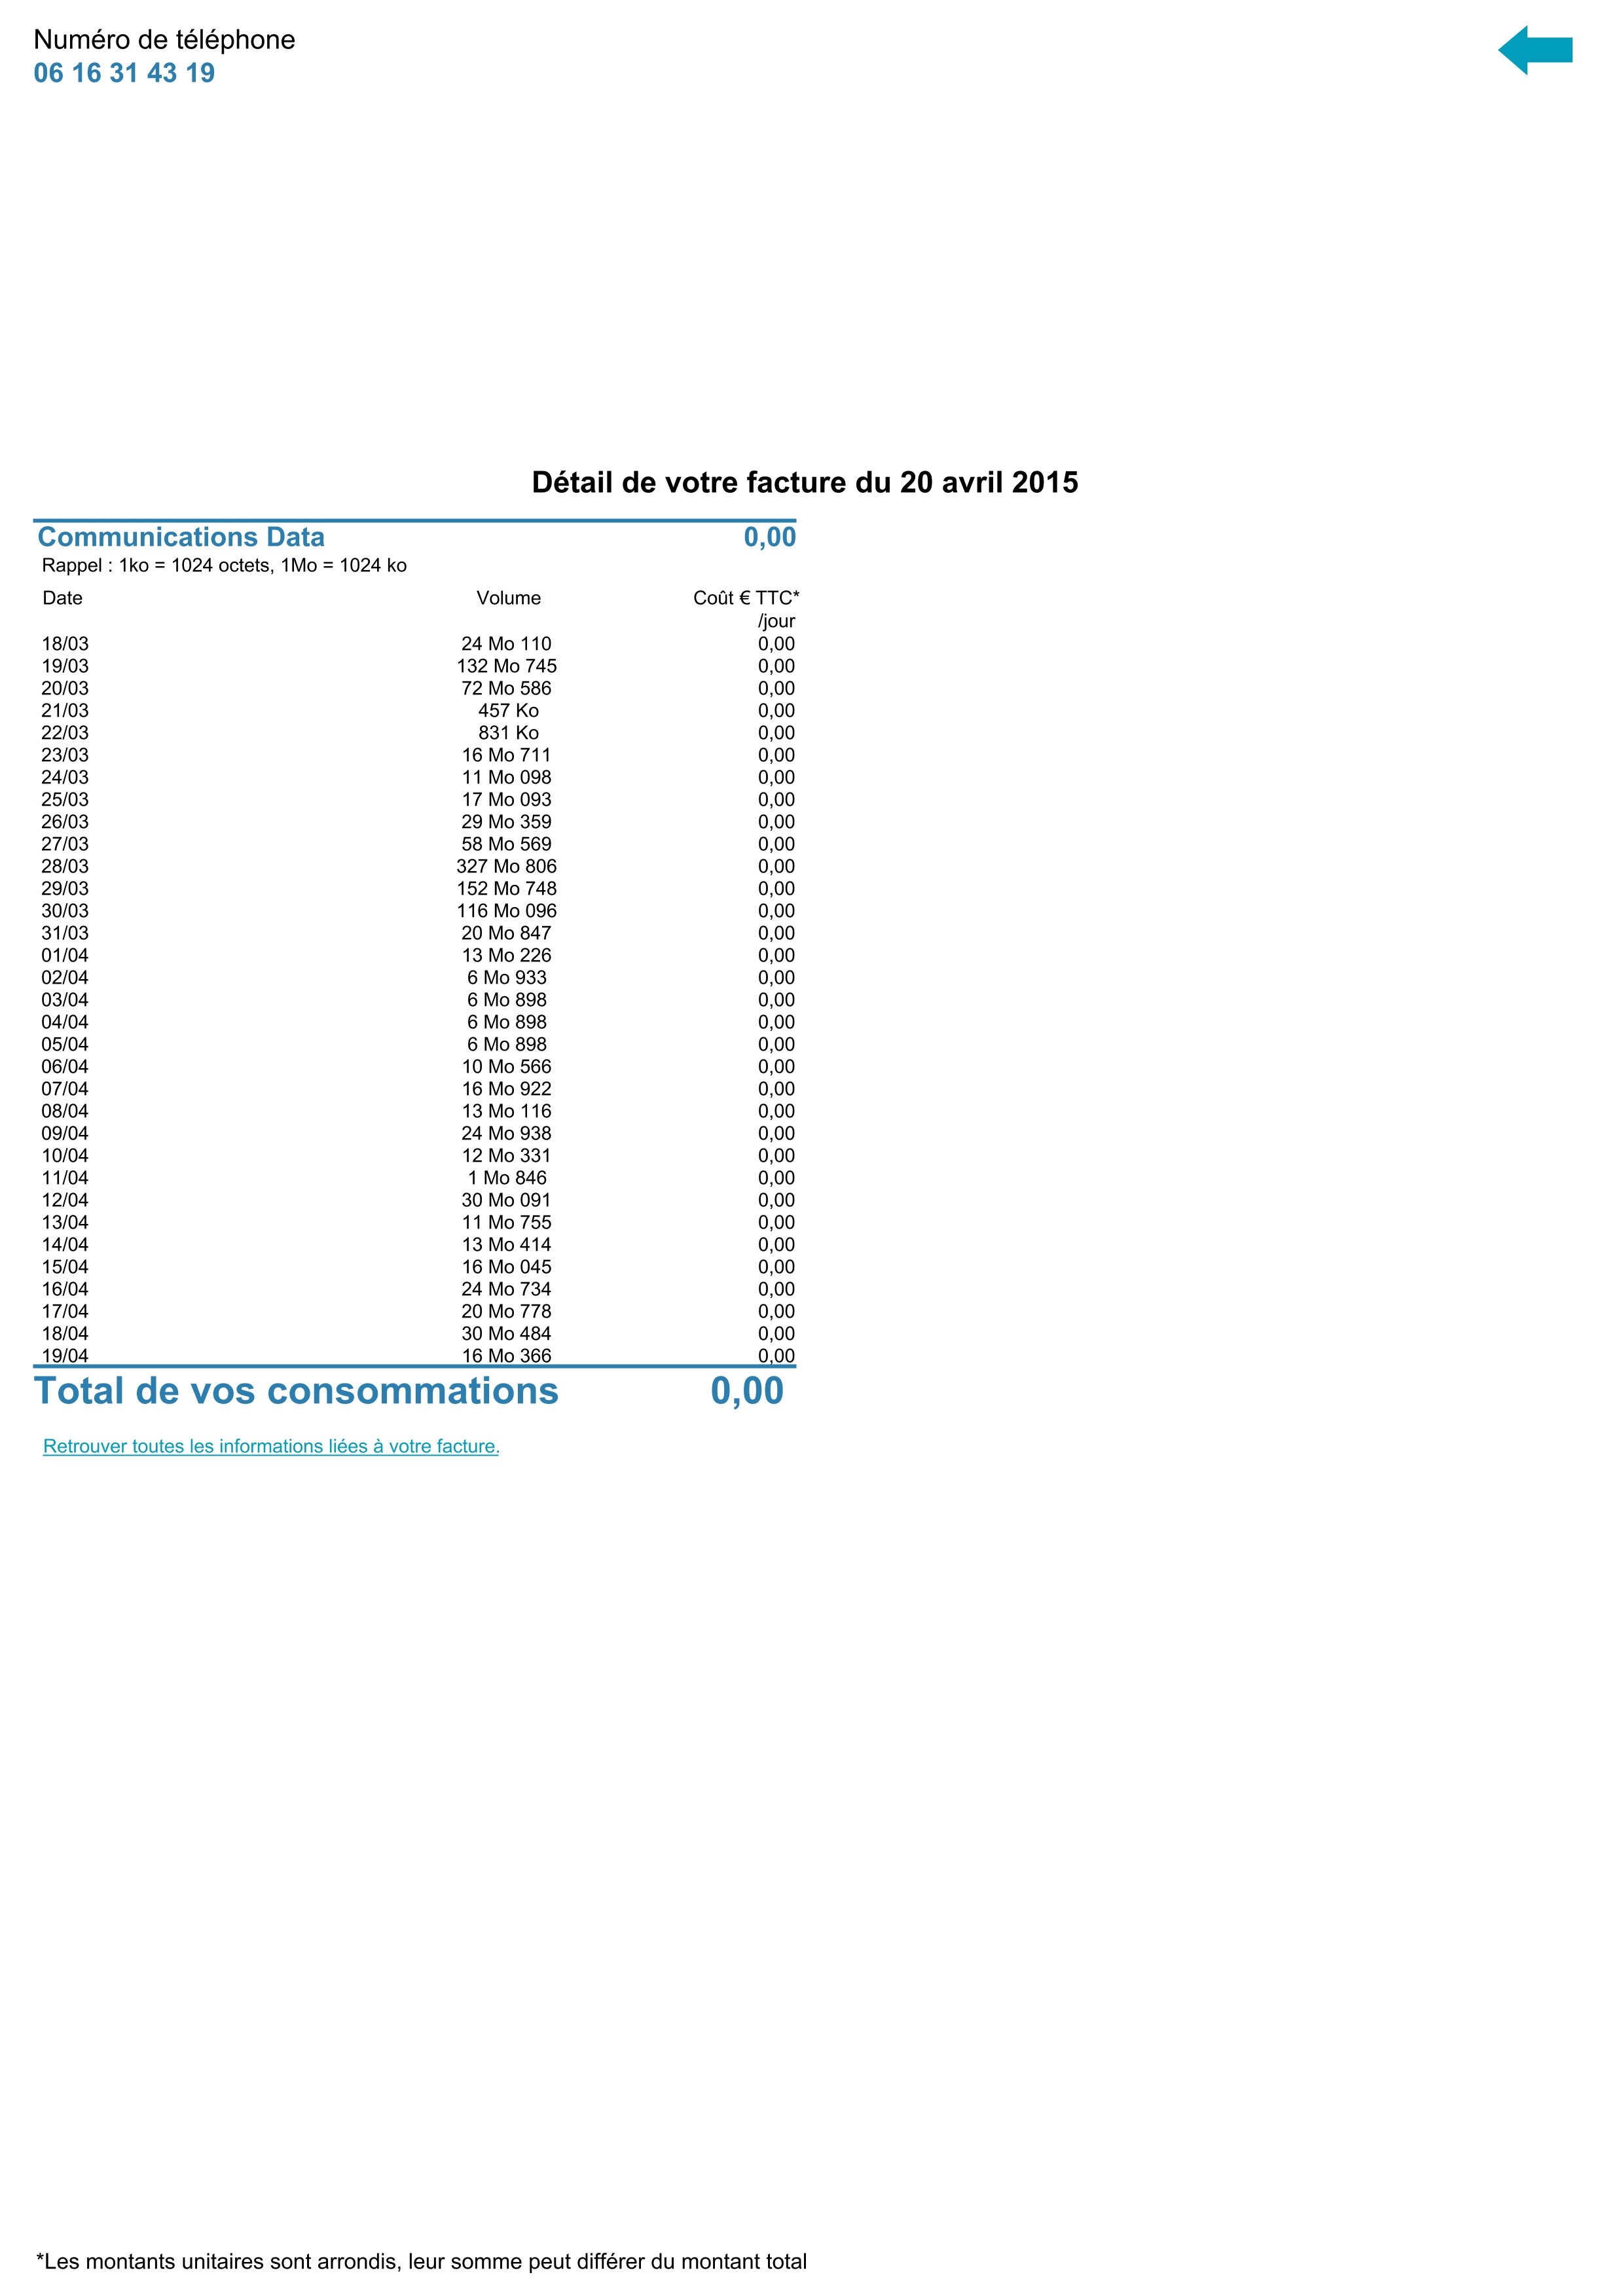 Numéro de téléphone
06 16 31 43 19
Détail de votre facture du 20 avril 2015
Communications Data 0,00
Rappel : 1ko = 1024 octets, 1Mo = 1024 ko
Date Volume Coût € TTC*
/jour
18/03 24 Mo 110 0,00
19/03 132 Mo 745 0,00
20/03 72 Mo 586 0,00
21/03 457 Ko 0,00
22/03 831 Ko 0,00
23/03 16 Mo 711 0,00
24/03 11 Mo 098 0,00
25/03 17 Mo 093 0,00
26/03 29 Mo 359 0,00
27/03 58 Mo 569 0,00
28/03 327 Mo 806 0,00
29/03 152 Mo 748 0,00
30/03 116 Mo 096 0,00
31/03 20 Mo 847 0,00
01/04 13 Mo 226 0,00
02/04 6 Mo 933 0,00
03/04 6 Mo 898 0,00
04/04 6 Mo 898 0,00
05/04 6 Mo 898 0,00
06/04 10 Mo 566 0,00
07/04 16 Mo 922 0,00
08/04 13 Mo 116 0,00
09/04 24 Mo 938 0,00
10/04 12 Mo 331 0,00
11/04 1 Mo 846 0,00
12/04 30 Mo 091 0,00
13/04 11 Mo 755 0,00
14/04 13 Mo 414 0,00
15/04 16 Mo 045 0,00
16/04 24 Mo 734 0,00
17/04 20 Mo 778 0,00
18/04 30 Mo 484 0,00
19/04 16 Mo 366 0,00
Total de vos consommations 0,00
Retrouver toutes les informations liées à votre facture.
*Les montants unitaires sont arrondis, leur somme peut différer du montant total